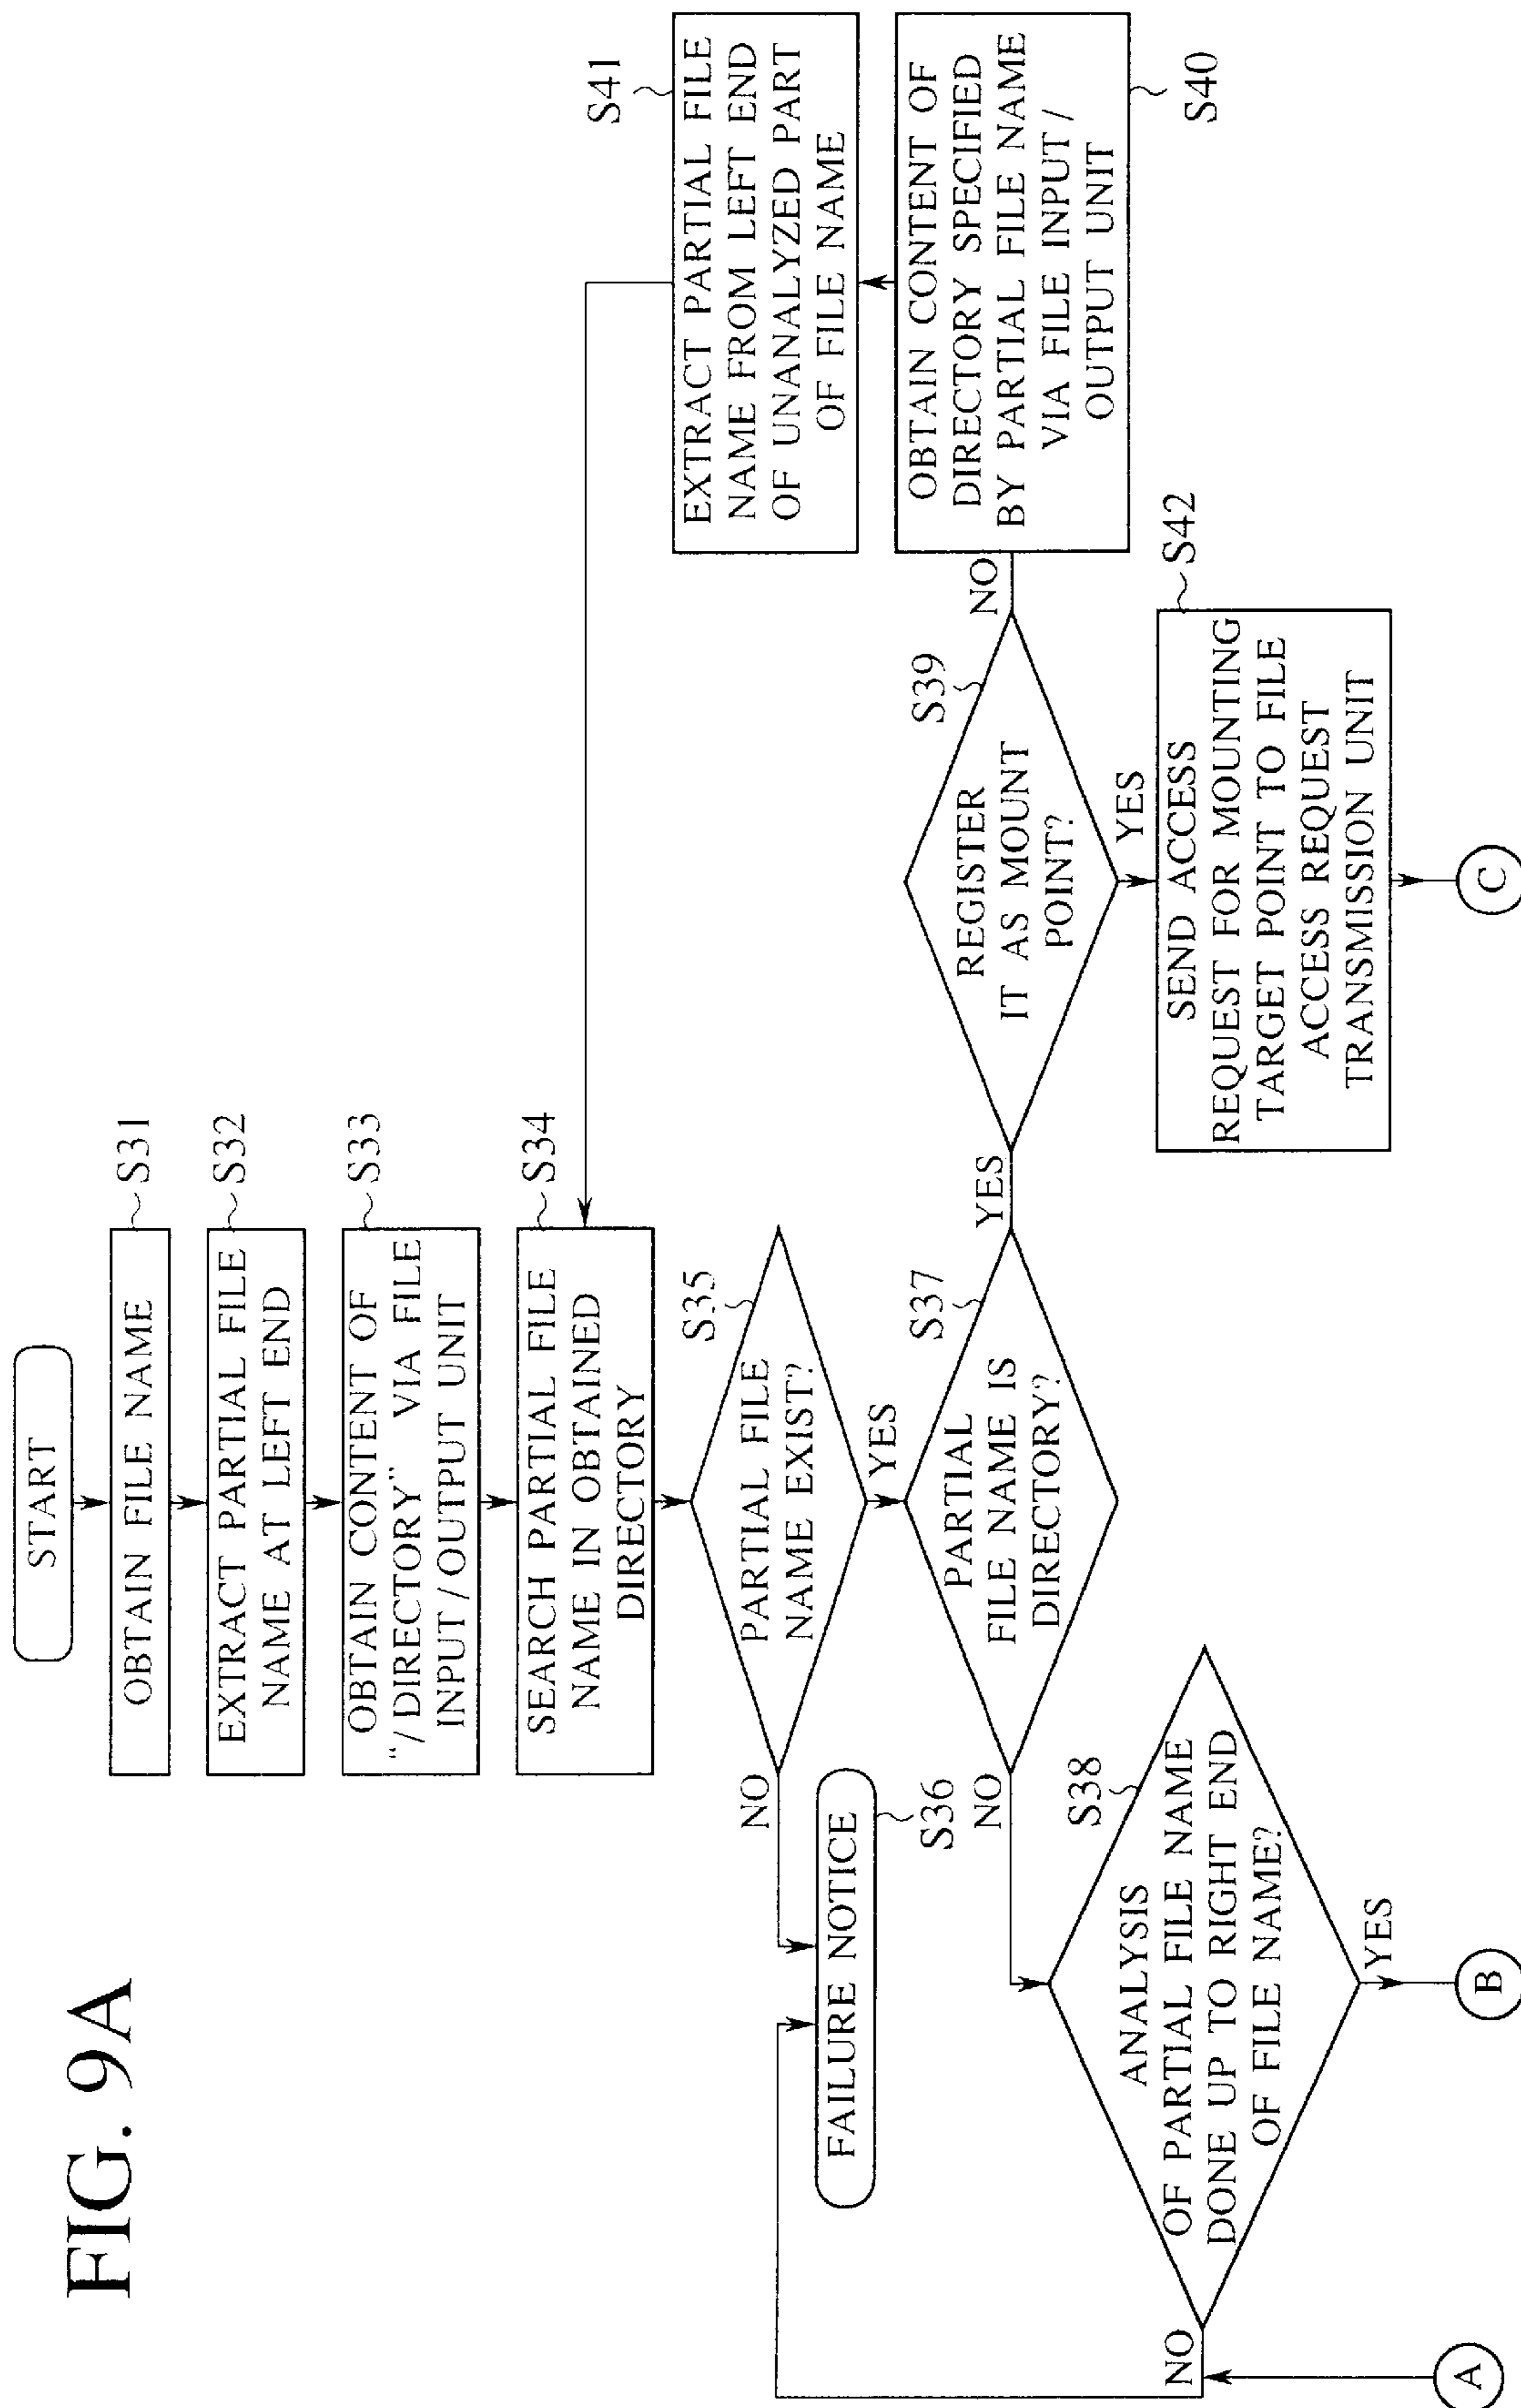 FIG. 9A
START
OBTAIN FILE NAME
S31
EXTRACT PARTIAL FILE
NAME AT LEFT END
S32
OBTAIN CONTENT OF
“/DIRECTORY” VIA FILE
INPUT/OUTPUT UNIT
S33
SEARCH PARTIAL FILE
NAME IN OBTAINED
DIRECTORY
S34
EXTRACT PARTIAL FILE
NAME FROM LEFT END
OF UNANALYZED PART
OF FILE NAME
S41
PARTIAL FILE
NAME EXIST?
S35
NO
YES
FAILURE NOTICE
S36
PARTIAL
FILE NAME IS
DIRECTORY?
S37
NO
YES
REGISTER
IT AS MOUNT
POINT?
S39
NO
YES
OBTAIN CONTENT OF
DIRECTORY SPECIFIED
BY PARTIAL FILE NAME
VIA FILE INPUT/
OUTPUT UNIT
S40
ANALYSIS
OF PARTIAL FILE NAME
DONE UP TO RIGHT END
OF FILE NAME?
S38
NO
YES
SEND ACCESS
REQUEST FOR MOUNTING
TARGET POINT TO FILE
ACCESS REQUEST
TRANSMISSION UNIT
S42
A
B
C